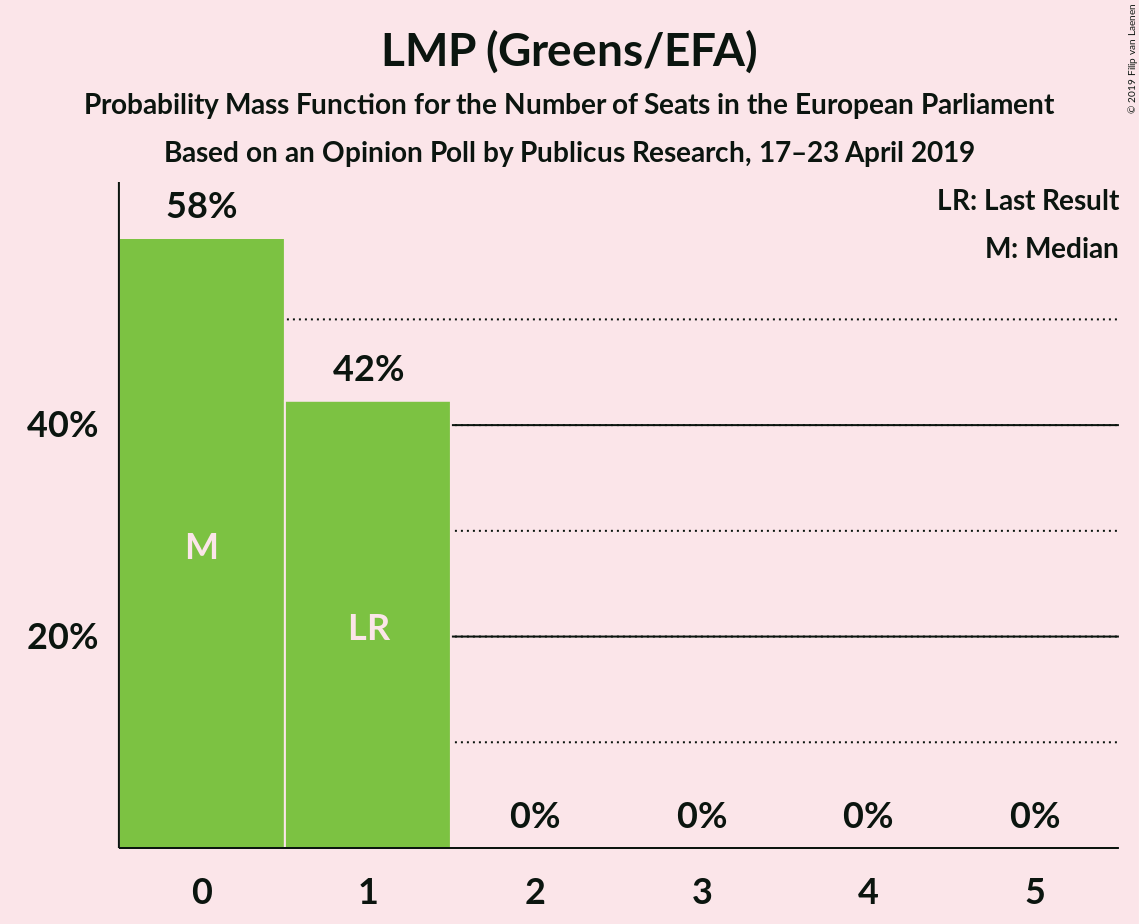 LMP (Greens/EFA)
Probability Mass Function for the Number of Seats in the European Parliament
Based on an Opinion Poll by Publicus Research, 17–23 April 2019
© 2019 Filip van Laenen
LR: Last Result
M: Median
58%
42%
40%
M
LR
20%
0% 0% 0% 0%
0 1 2 3 4 5